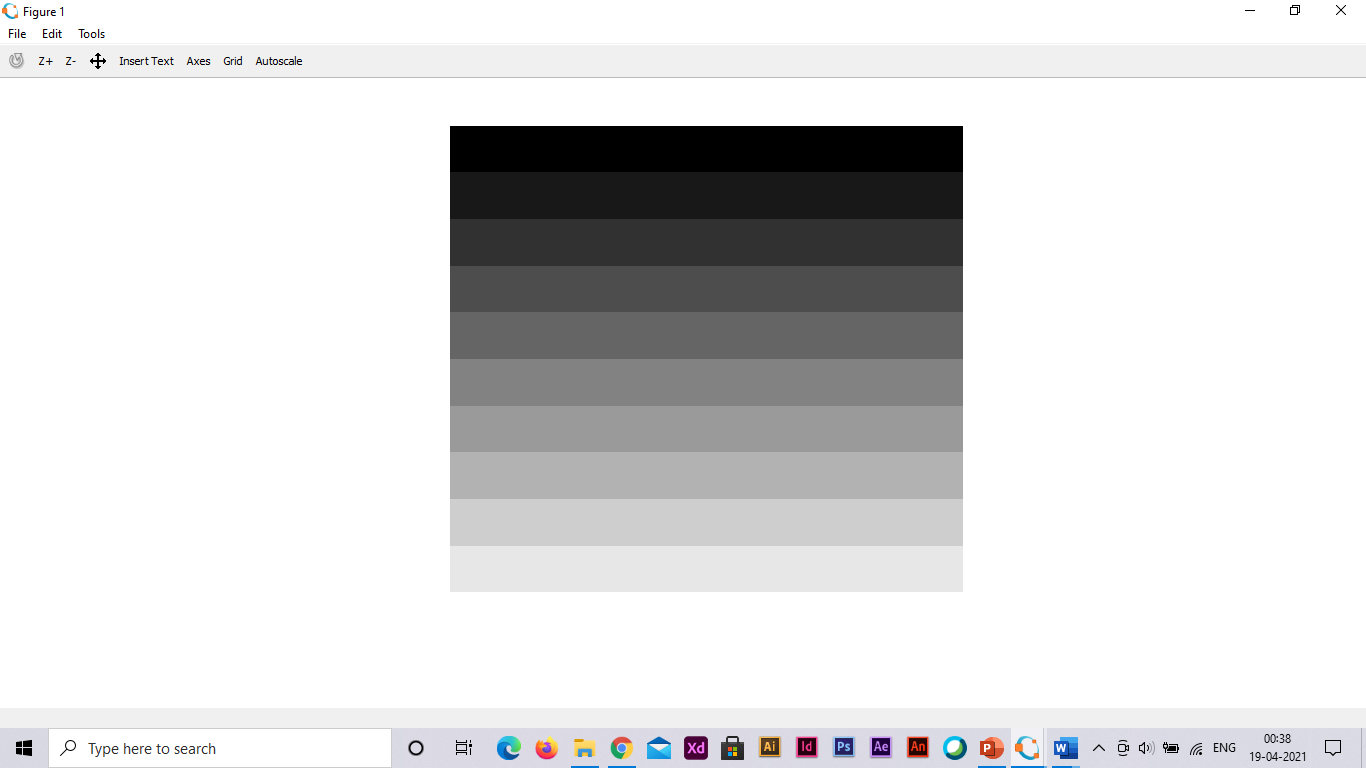 Figure 1
File Edit Tools
Z+ Z- Insert Text Axes Grid Autoscale
Type here to search
Xd Ai Id Ps Ae An P W
ENG
00:38
19-04-2021